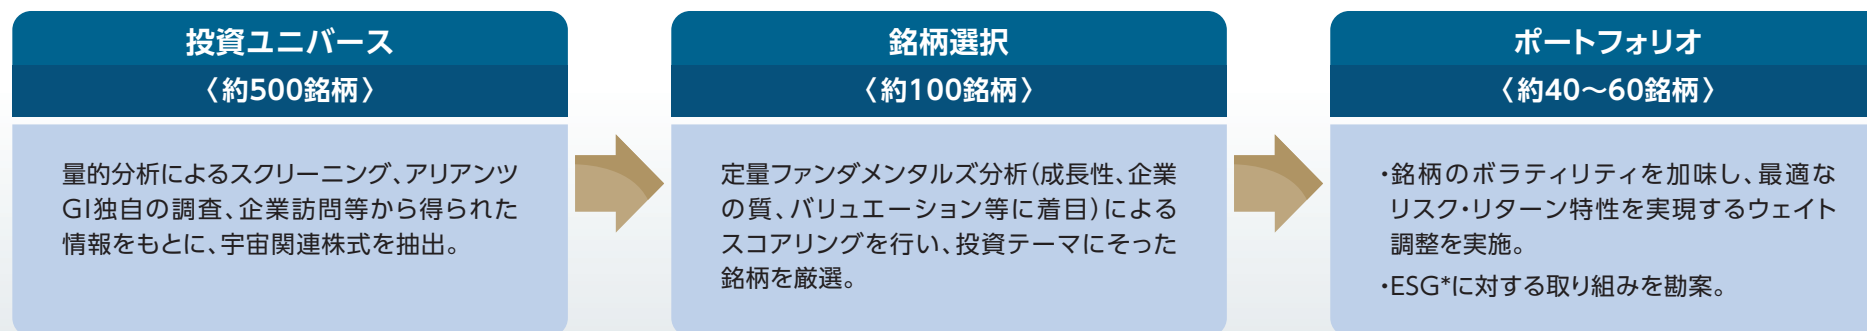 投資ユニバース
〈約500銘柄〉
量的分析によるスクリーニング、アリアンツ
GI独自の調査、企業訪問等から得られた
情報をもとに、宇宙関連株式を抽出。
銘柄選択
〈約100銘柄〉
定量ファンダメンタルズ分析(成長性、企業
の質、バリュエーション等に着目)による
スコアリングを行い、投資テーマにそった
銘柄を厳選。
ポートフォリオ
〈約40～60銘柄〉
・銘柄のボラティリティを加味し、最適な
リスク・リターン特性を実現するウェイト
調整を実施。
・ESG*に対する取り組みを勘案。